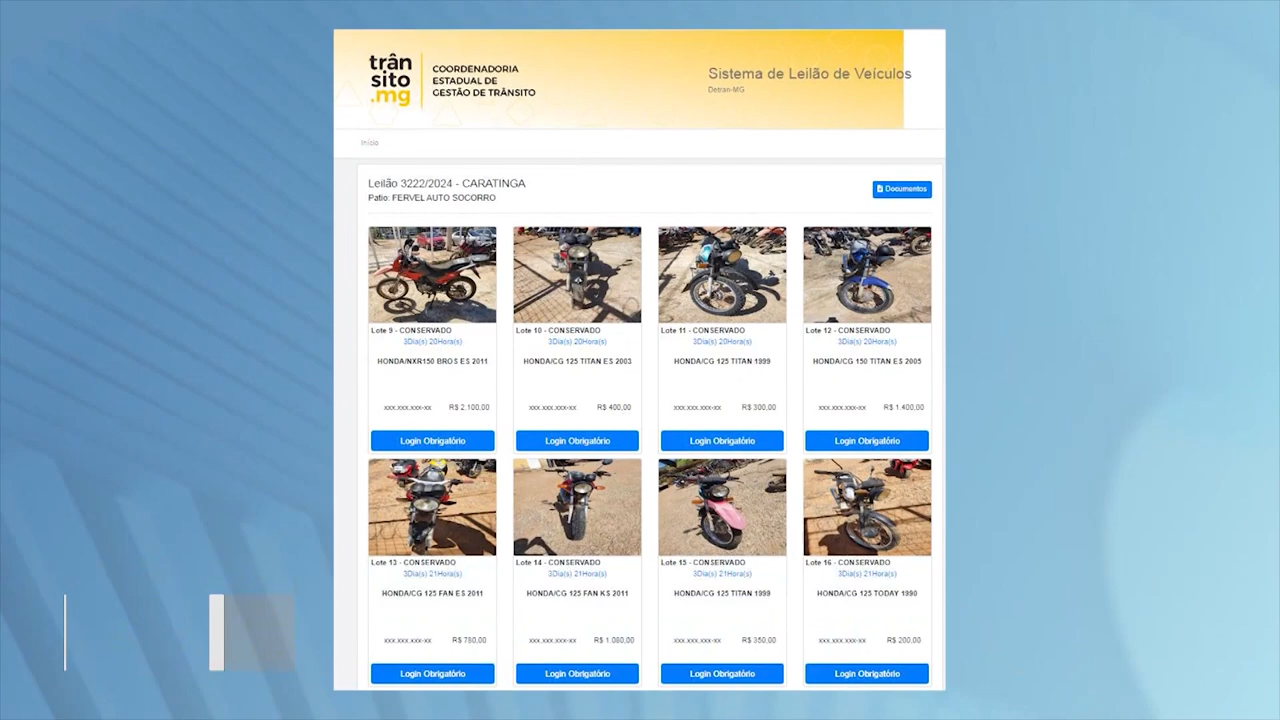 trân
sito
.mg
COORDENADORIA
ESTADUAL DE
GESTÃO DE TRÂNSITO
Sistema de Leilão de Veículos
Detran-MG
Início
Leilão 3222/2024 - CARATINGA
Patio: FERVEL AUTO SOCORRO
Documentos
Lote 9 - CONSERVADO
3Dia(s) 20Hora(s)
HONDA/NXR150 BROS ES 2011
xxx.xxx.xxx-xx R$ 2.100,00
Login Obrigatório
Lote 10 - CONSERVADO
3Dia(s) 20Hora(s)
HONDA/CG 125 TITAN ES 2003
xxx.xxx.xxx-xx R$ 400,00
Login Obrigatório
Lote 11 - CONSERVADO
3Dia(s) 20Hora(s)
HONDA/CG 125 TITAN 1999
xxx.xxx.xxx-xx R$ 300,00
Login Obrigatório
Lote 12 - CONSERVADO
3Dia(s) 20Hora(s)
HONDA/CG 150 TITAN ES 2005
xxx.xxx.xxx-xx R$ 1.400,00
Login Obrigatório
Lote 13 - CONSERVADO
3Dia(s) 21Hora(s)
HONDA/CG 125 FAN ES 2011
xxx.xxx.xxx-xx R$ 780,00
Login Obrigatório
Lote 14 - CONSERVADO
3Dia(s) 21Hora(s)
HONDA/CG 125 FAN KS 2011
xxx.xxx.xxx-xx R$ 1.080,00
Login Obrigatório
Lote 15 - CONSERVADO
3Dia(s) 21Hora(s)
HONDA/CG 125 TITAN 1999
xxx.xxx.xxx-xx R$ 350,00
Login Obrigatório
Lote 16 - CONSERVADO
3Dia(s) 21Hora(s)
HONDA/CG 125 TODAY 1990
xxx.xxx.xxx-xx R$ 200,00
Login Obrigatório